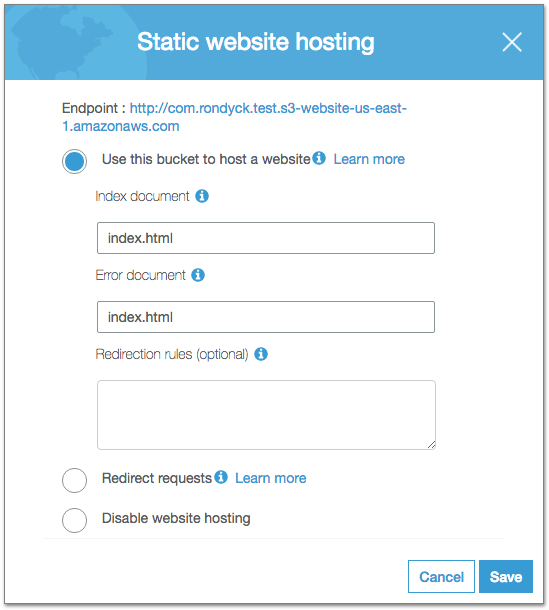 Static website hosting
Endpoint : http://com.rondyck.test.s3-website-us-east-
1.amazonaws.com
Use this bucket to host a website Learn more
Index document
index.html
Error document
index.html
Redirection rules (optional)
Redirect requests Learn more
Disable website hosting
Cancel Save